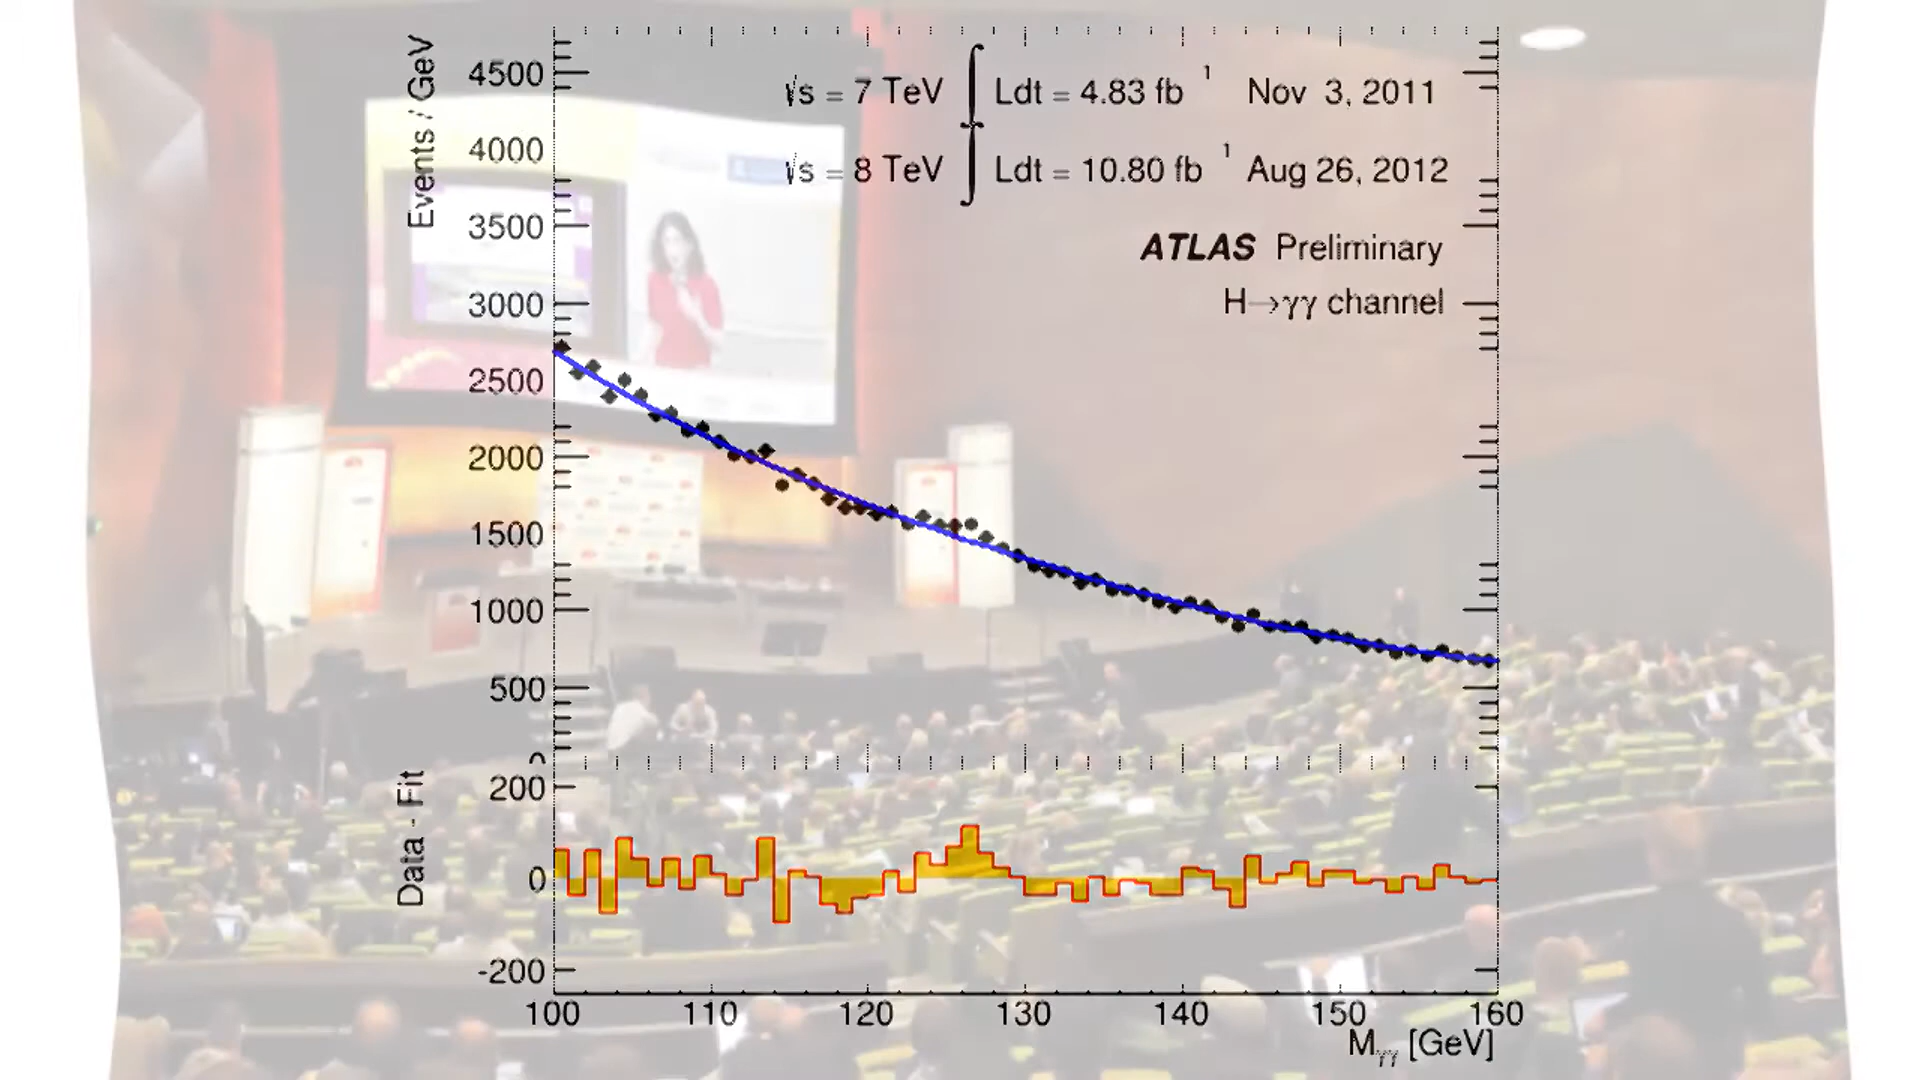 Events / GeV
4500
4000
3500
3000
2500
2000
1500
1000
500
0
√s = 7 TeV ∫ Ldt = 4.83 fb 1 Nov 3, 2011
√s = 8 TeV ∫ Ldt = 10.80 fb 1 Aug 26, 2012
ATLAS Preliminary
H→γγ channel
Data - Fit
200
0
-200
100 110 120 130 140 150 160
Mγγ [GeV]